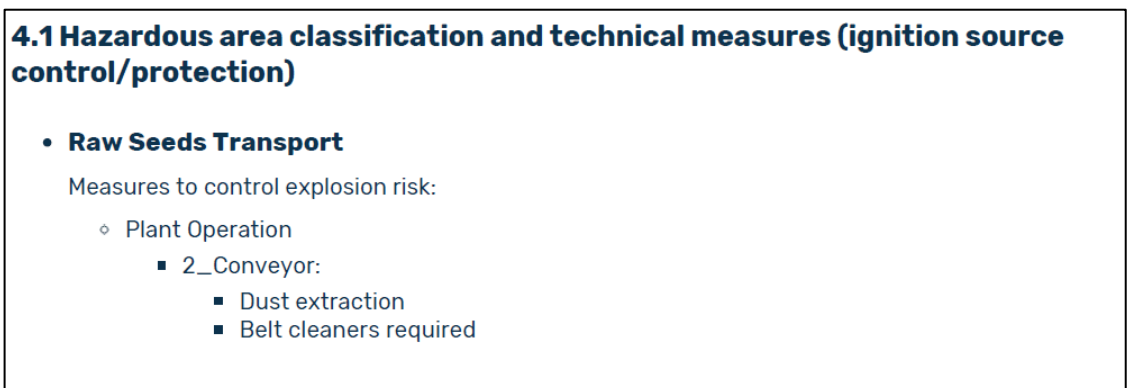 4.1 Hazardous area classification and technical measures (ignition source
control/protection)
Raw Seeds Transport
Measures to control explosion risk:
Plant Operation
2_Conveyor:
Dust extraction
Belt cleaners required